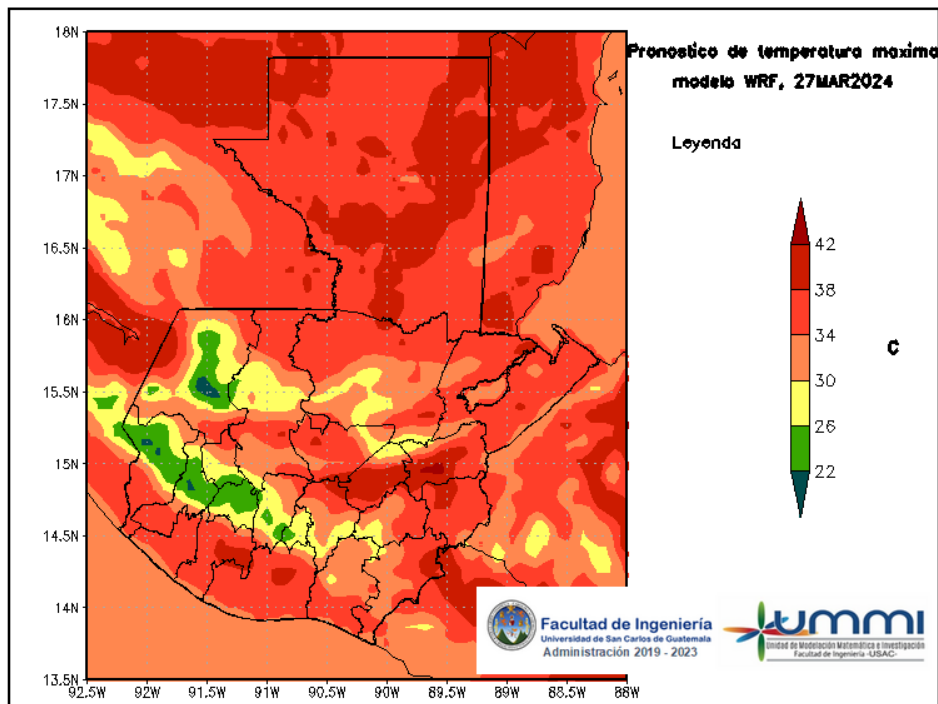 Pronostico de temperatura maxima
modelo WRF, 27MAR2024
Leyenda
18N
17.5N
17N
16.5N
16N
15.5N
15N
14.5N
14N
13.5N
92.5W
92W
91.5W
91W
90.5W
90W
89.5W
89W
88.5W
88W
42
38
34
30
26
22
C
Facultad de Ingeniería
Universidad de San Carlos de Guatemala
Administración 2019 - 2023
UMMI
Unidad de Modelación Matemática e Investigación
Facultad de Ingeniería -USAC-